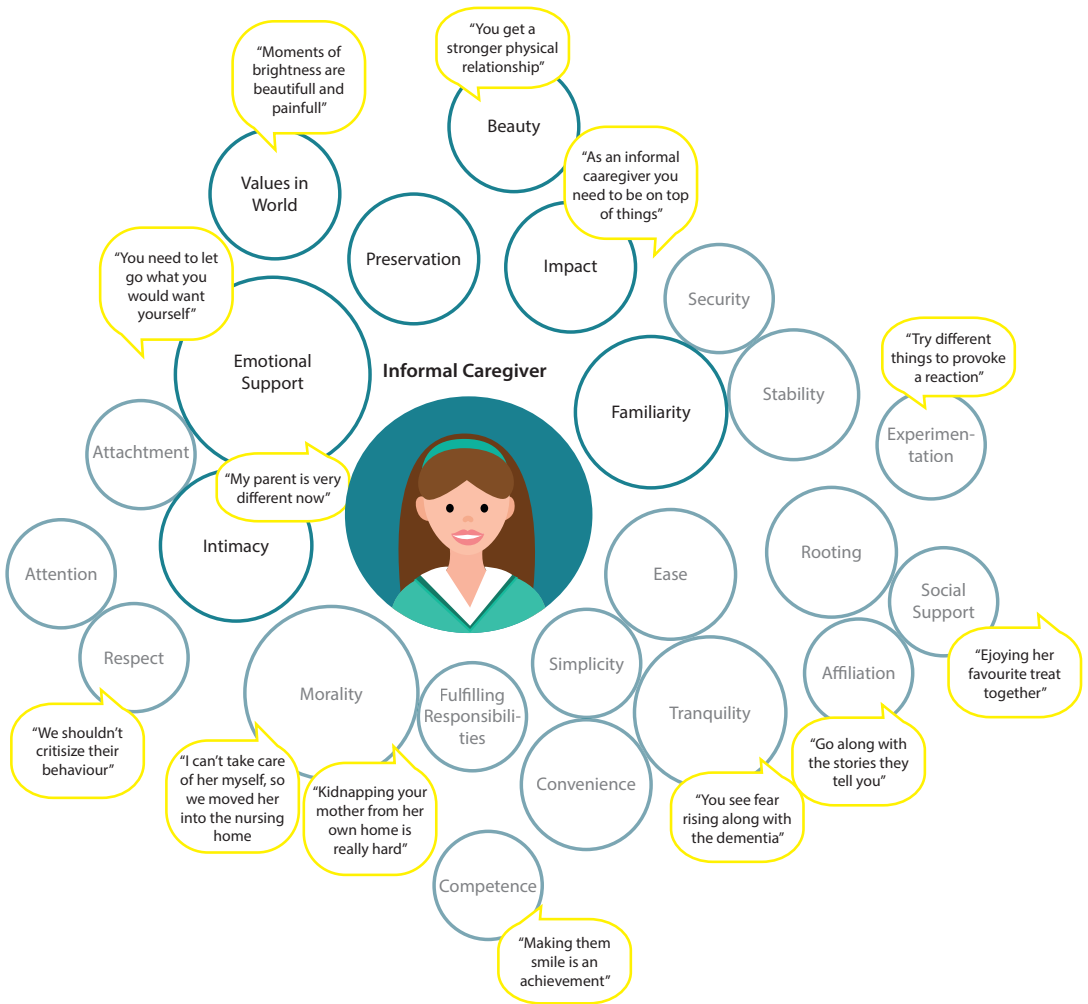 “You get a
stronger physical
relationship”
“Moments of
brightness are
beautifull and
painfull”
Beauty
“As an informal
caaregiver you
need to be on top
of things”
Values in
World
Preservation
Impact
“You need to let
go what you
would want
yourself”
Security
Emotional
Support
Informal Caregiver
Familiarity
Stability
“Try different
things to provoke
a reaction”
Experimen-
tation
Attachtment
“My parent is very
different now”
Intimacy
Attention
Respect
Ease
Rooting
Social
Support
Morality
Fulfilling
Responsibili-
ties
Simplicity
Tranquility
Affiliation
“Ejoying her
favourite treat
together”
“We shouldn’t
critisize their
behaviour”
“I can’t take care
of her myself, so
we moved her
into the nursing
home
“Kidnapping your
mother from her
own home is
really hard”
Convenience
“You see fear
rising along with
the dementia”
“Go along with
the stories they
tell you”
Competence
“Making them
smile is an
achievement”